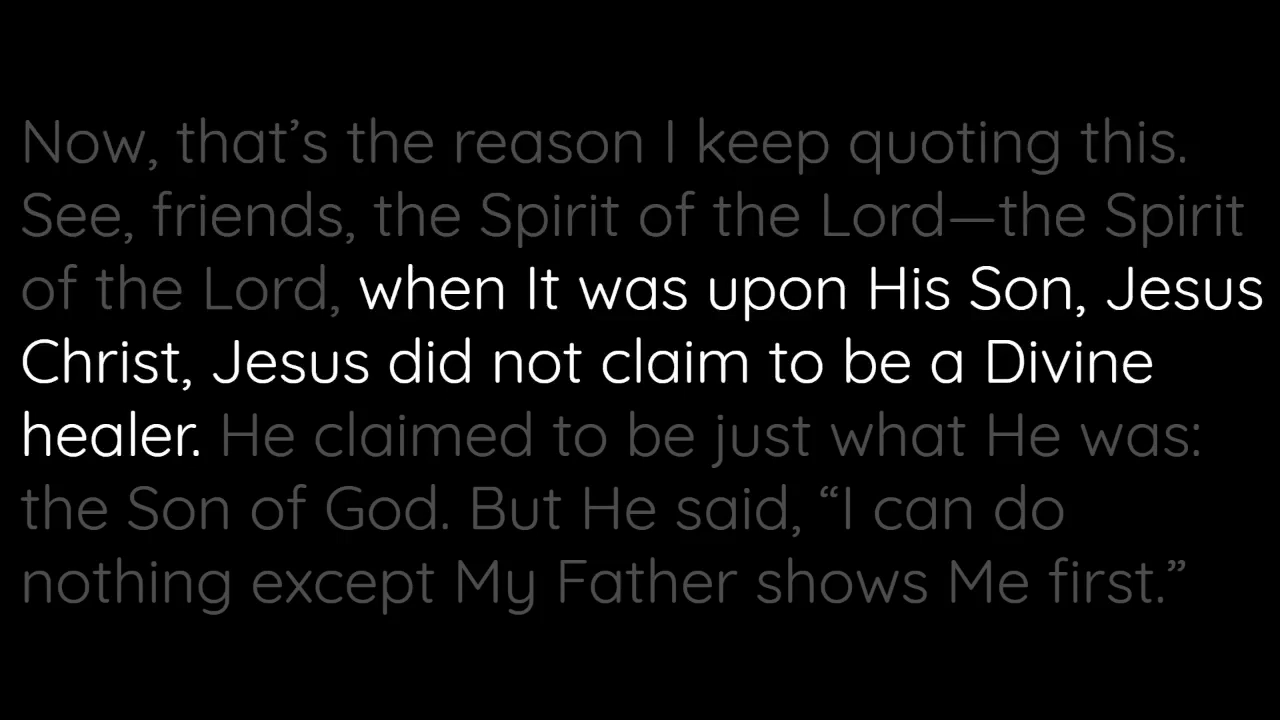 Now, that’s the reason I keep quoting this.
See, friends, the Spirit of the Lord—the Spirit
of the Lord, when It was upon His Son, Jesus
Christ, Jesus did not claim to be a Divine
healer. He claimed to be just what He was:
the Son of God. But He said, “I can do
nothing except My Father shows Me first.”